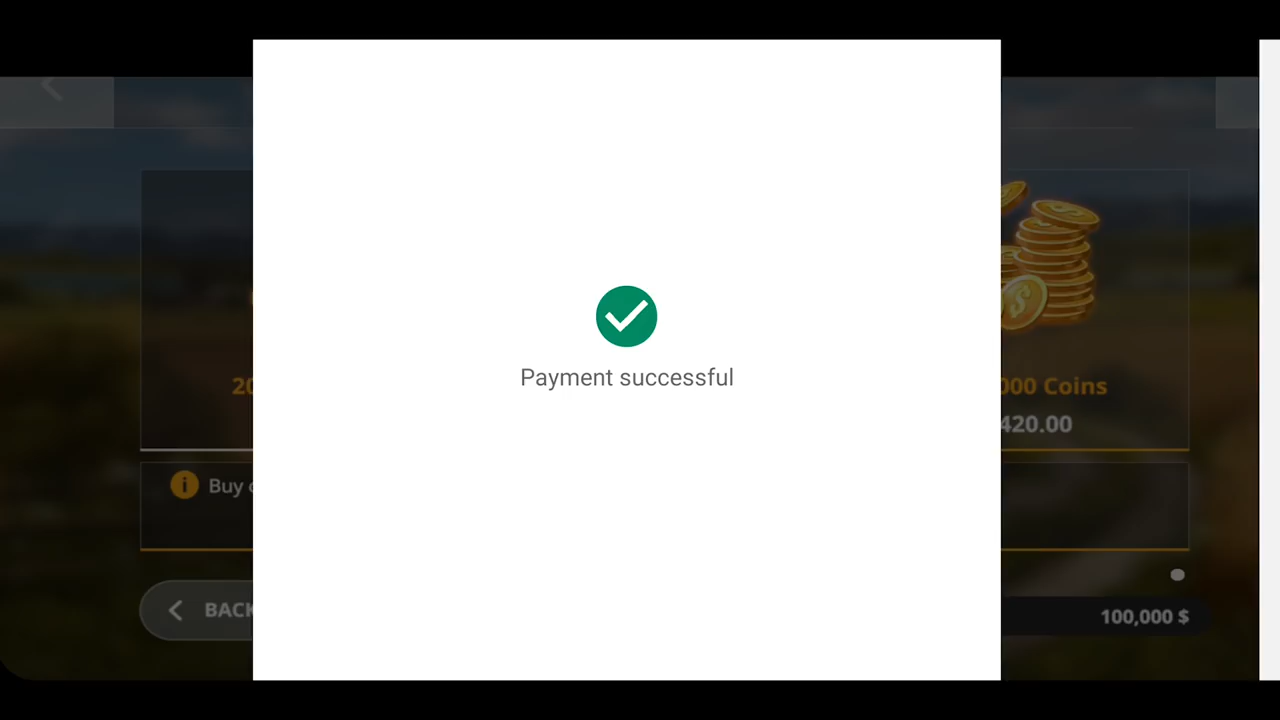 Payment successful
20
000 Coins
420.00
i Buy
BACK
100,000 $